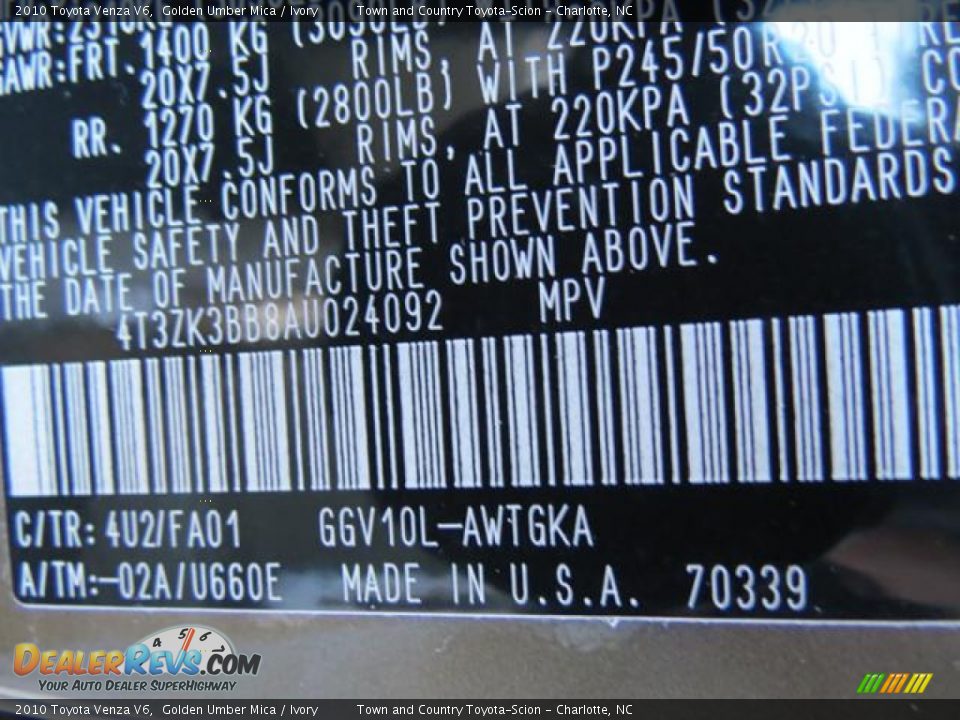 2010 Toyota Venza V6, Golden Umber Mica / Ivory Town and Country Toyota-Scion - Charlotte, NC
GAWR:FRT.1400 KG RIMS, AT 220KPA
20X7.5J (2800LB) WITH P245/50R20
RR. 1270 KG RIMS, AT 220KPA (32PSI)
20X7.5J
THIS VEHICLE CONFORMS TO ALL APPLICABLE FEDERA
VEHICLE SAFETY AND THEFT PREVENTION STANDARDS
THE DATE OF MANUFACTURE SHOWN ABOVE.
4T3ZK3BB8AU024092 MPV
C/TR:4U2/FA01 GGV10L-AWTGKA
A/TM:-02A/U660E MADE IN U.S.A. 70339
4 5 6
DealerRevs.com
Your Auto Dealer SuperHighway
2010 Toyota Venza V6, Golden Umber Mica / Ivory Town and Country Toyota-Scion - Charlotte, NC